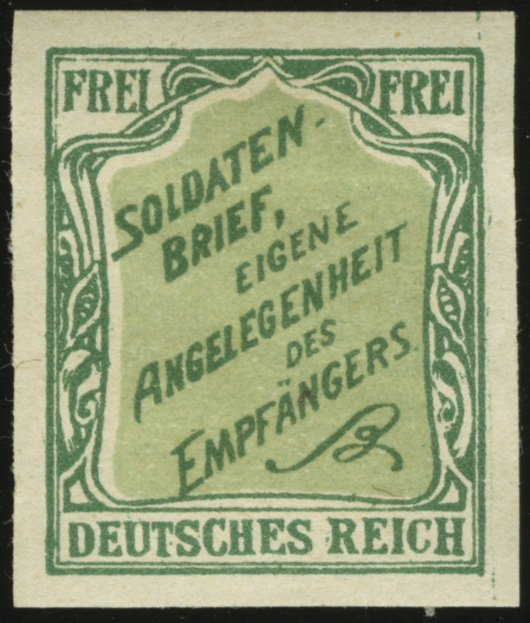 FREI FREI
SOLDATEN-
BRIEF,
EIGENE
ANGELEGENHEIT
DES
EMPFÄNGERS.
DEUTSCHES REICH